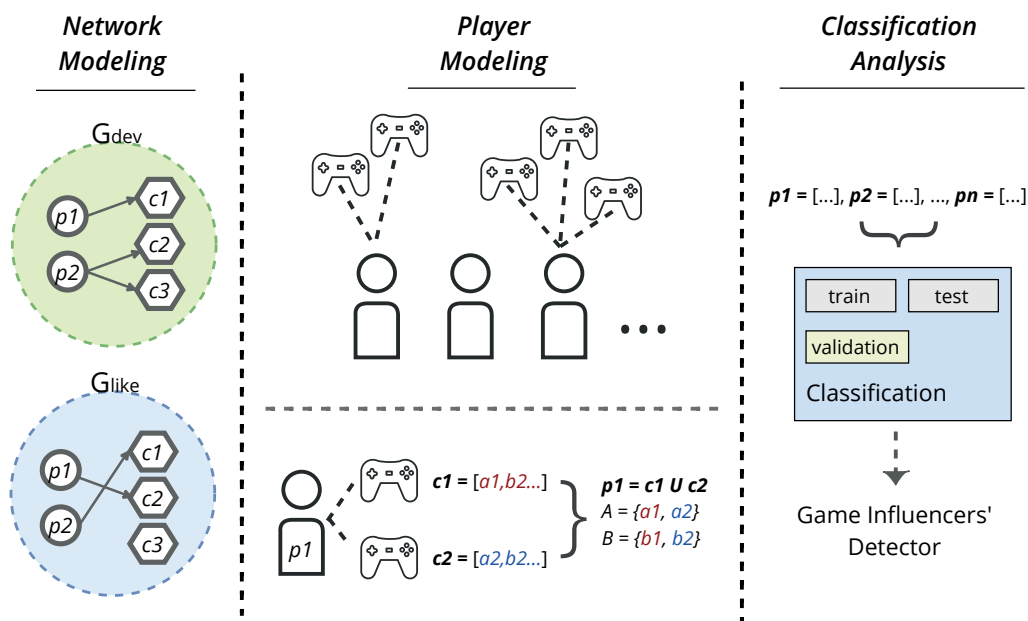 Network
Modeling
Gdev
p1
p2
c1
c2
c3
Glike
p1
p2
c1
c2
c3
Player
Modeling
...
p1
c1 = [a1,b2...]
c2 = [a2,b2...]
p1 = c1 U c2
A = {a1, a2}
B = {b1, b2}
Classification
Analysis
p1 = [...], p2 = [...], ..., pn = [...]
train test
validation
Classification
Game Influencers'
Detector